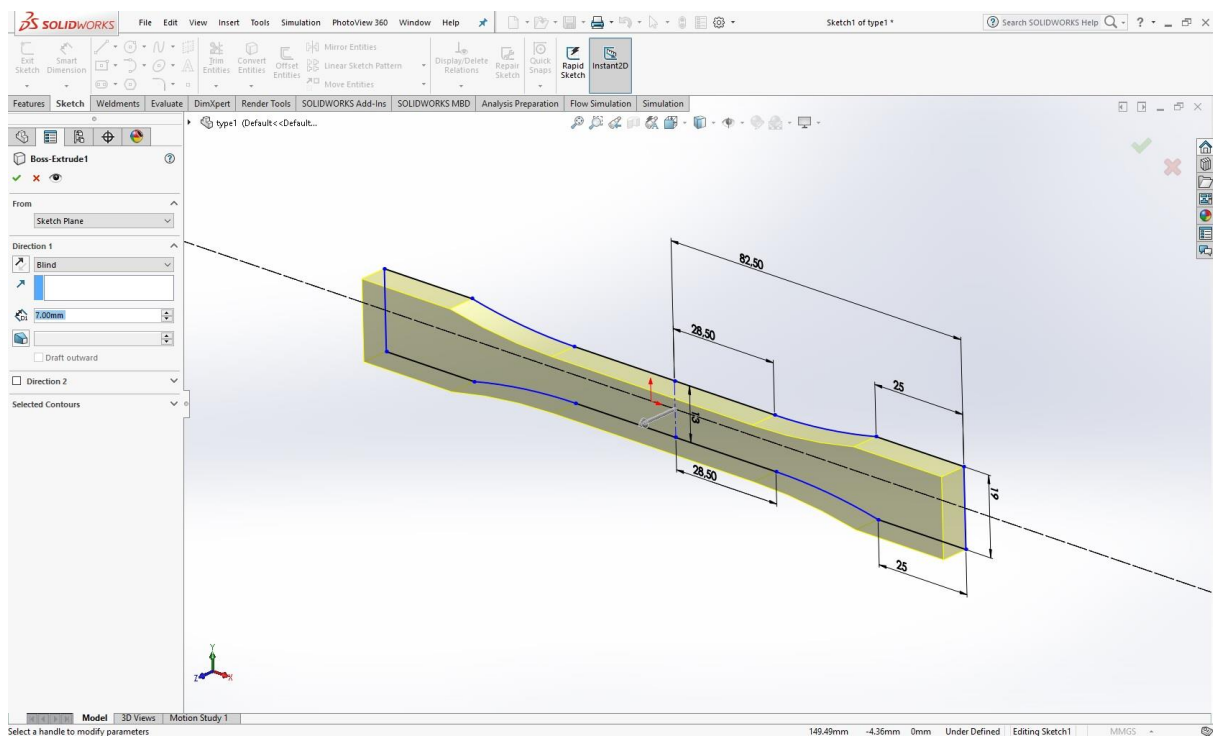 SOLIDWORKS File Edit View Insert Tools Simulation PhotoView 360 Window Help Sketch1 of type1 * Search SOLIDWORKS Help
Exit Sketch
Smart Dimension
Trim Entities
Convert Entities
Offset Entities
Mirror Entities
Linear Sketch Pattern
Move Entities
Display/Delete Relations
Repair Sketch
Quick Snaps
Rapid Sketch
Instant2D
Features Sketch Weldments Evaluate DimXpert Render Tools SOLIDWORKS Add-Ins SOLIDWORKS MBD Analysis Preparation Flow Simulation Simulation
type1 (Default<<Default...
Boss-Extrude1
From
Sketch Plane
Direction 1
Blind
D1
7.00mm
Draft outward
Direction 2
Selected Contours
82,50
28,50
25
13
28,50
19
25
Y
Z
X
Model 3D Views Motion Study 1
Select a handle to modify parameters 149.49mm -4.36mm 0mm Under Defined Editing Sketch1 MMGS